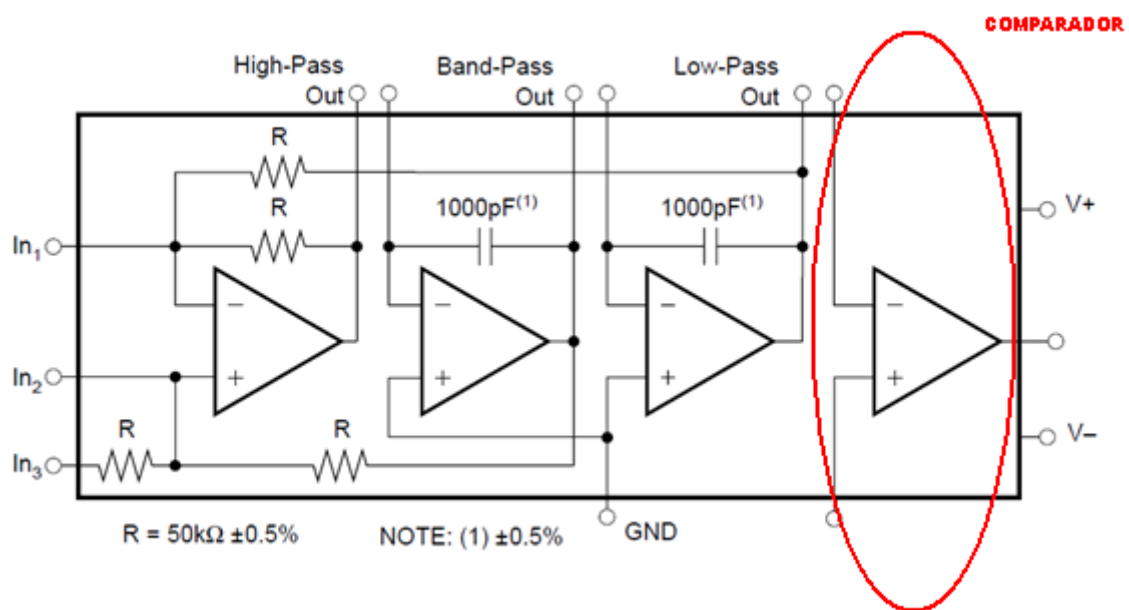 COMPARADOR
High-Pass
Out
Band-Pass
Out
Low-Pass
Out
R
R
1000pF(1)
1000pF(1)
V+
In1
In2
R
R
In3
V–
R = 50kΩ ±0.5%
NOTE: (1) ±0.5%
GND